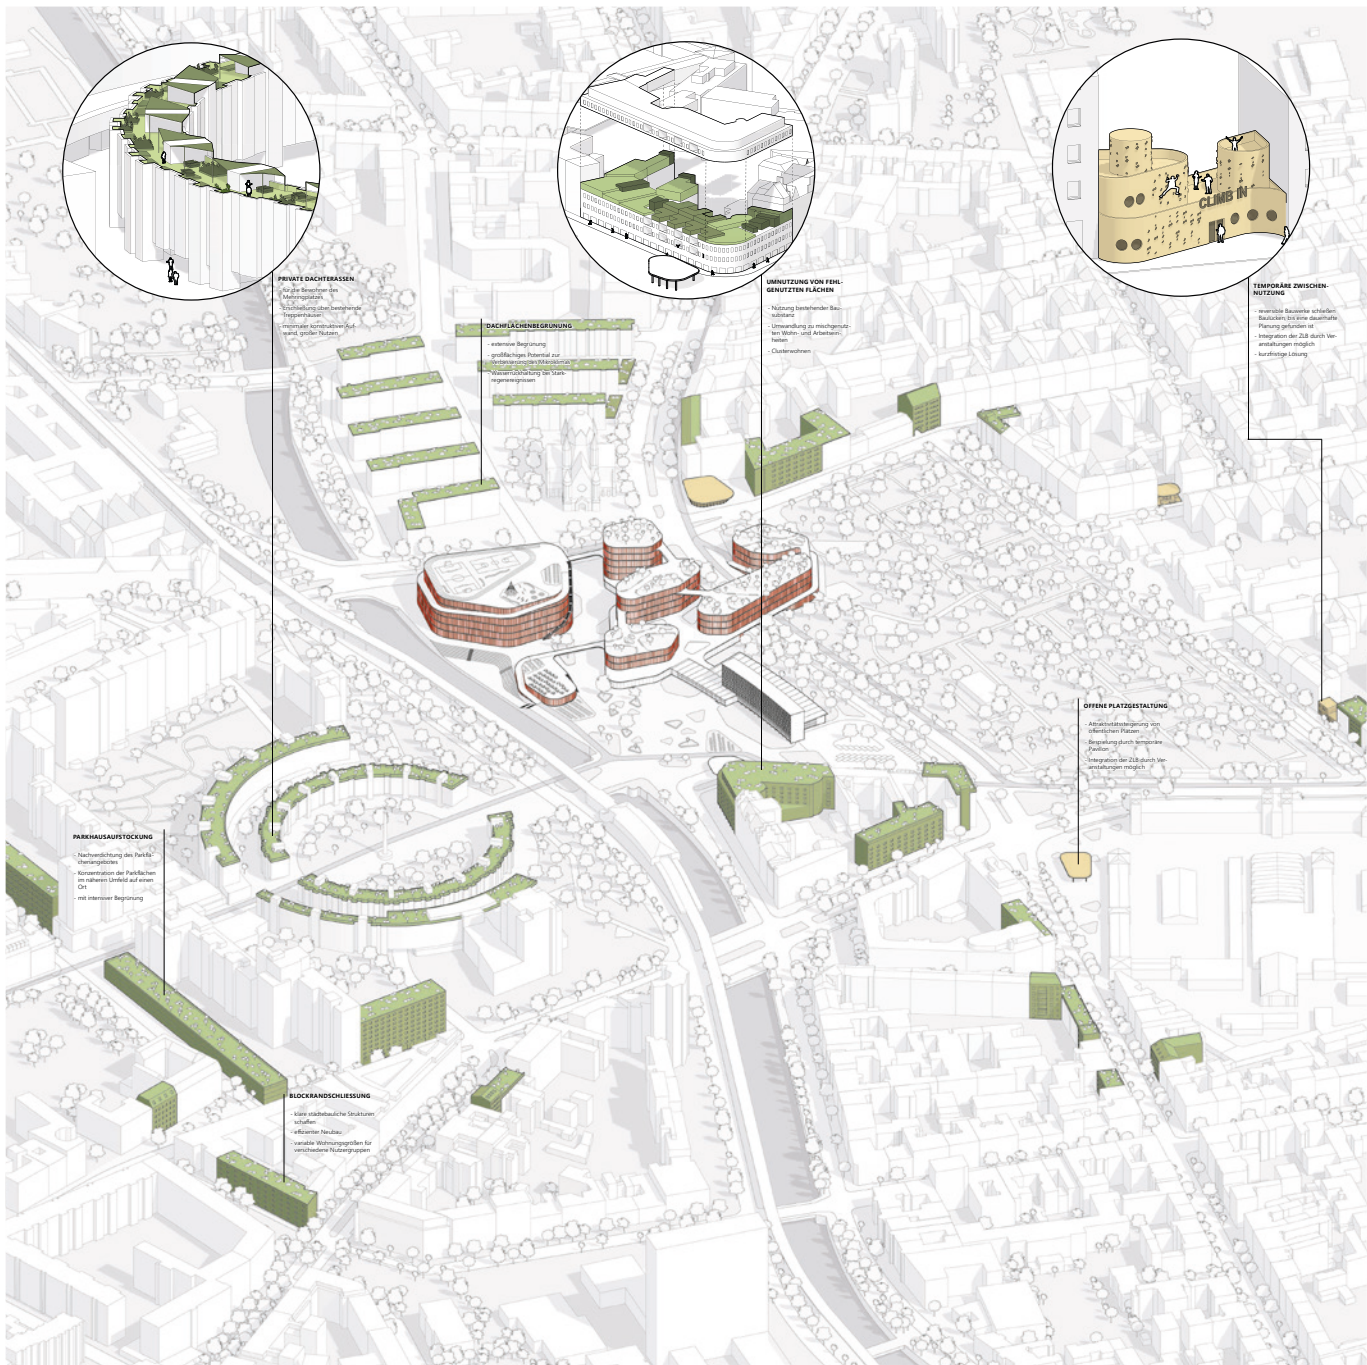 CLIMB IN
PRIVATE DACHTERASSEN
- für die Bewohner des
Mehringplatzes
- Erschließung über bestehende
Treppenhäuser
- minimaler konstruktiver Auf-
wand, großer Nutzen
DACHFLÄCHENBEGRÜNUNG
- extensive Begrünung
- großflächiges Potential zur
Verbesserung des Mikroklimas
- Wasserrückhaltung bei Stark-
regenereignissen
UMNUTZUNG VON FEHL-
GENUTZTEN FLÄCHEN
- Nutzung bestehender Bau-
substanz
- Umwandlung zu mischgenutz-
ten Wohn- und Arbeitsein-
heiten
- Clusterwohnen
TEMPORÄRE ZWISCHEN-
NUTZUNG
- reversible Bauwerke schließen
Baulücken bis eine dauerhafte
Planung gefunden ist
- Integration der ZLB durch Ver-
anstaltungen möglich
- kurzfristige Lösung
OFFENE PLATZGESTALTUNG
- Attraktivitätssteigerung von
öffentlichen Plätzen
- Bespielung durch temporäre
Pavillon
- Integration der ZLB durch Ver-
anstaltungen möglich
PARKHAUSAUFSTOCKUNG
- Nachverdichtung des Parkflä-
chenangebotes
- Konzentration der Parkflächen
im näheren Umfeld auf einen
Ort
- mit intensiver Begrünung
BLOCKRANDSCHLIESSUNG
- klare städtebauliche Strukturen
schaffen
- effizienter Neubau
- variable Wohnungsgrößen für
verschiedene Nutzergruppen